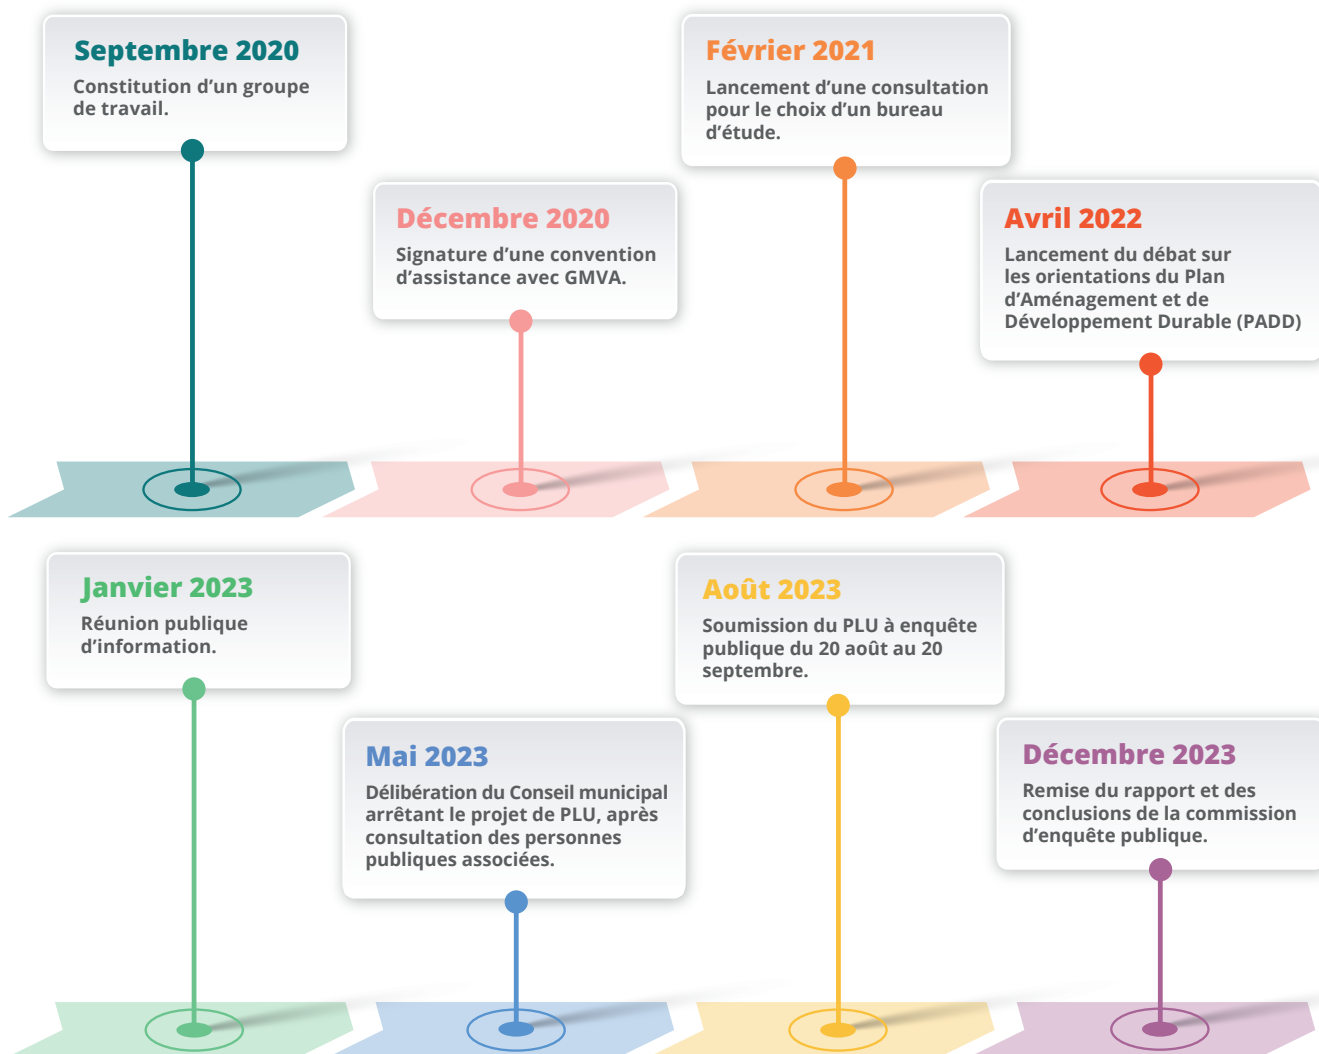 Septembre 2020
Constitution d’un groupe
de travail.
Décembre 2020
Signature d’une convention
d’assistance avec GMVA.
Février 2021
Lancement d’une consultation
pour le choix d’un bureau
d’étude.
Avril 2022
Lancement du débat sur
les orientations du Plan
d’Aménagement et de
Développement Durable (PADD)
Janvier 2023
Réunion publique
d’information.
Mai 2023
Délibération du Conseil municipal
arrêtant le projet de PLU, après
consultation des personnes
publiques associées.
Août 2023
Soumission du PLU à enquête
publique du 20 août au 20
septembre.
Décembre 2023
Remise du rapport et des
conclusions de la commission
d’enquête publique.